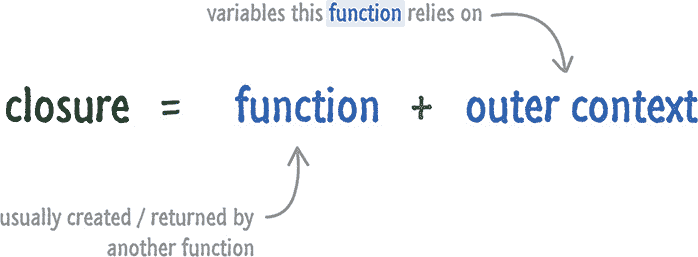 variables this function relies on
closure = function + outer context
usually created / returned by
another function